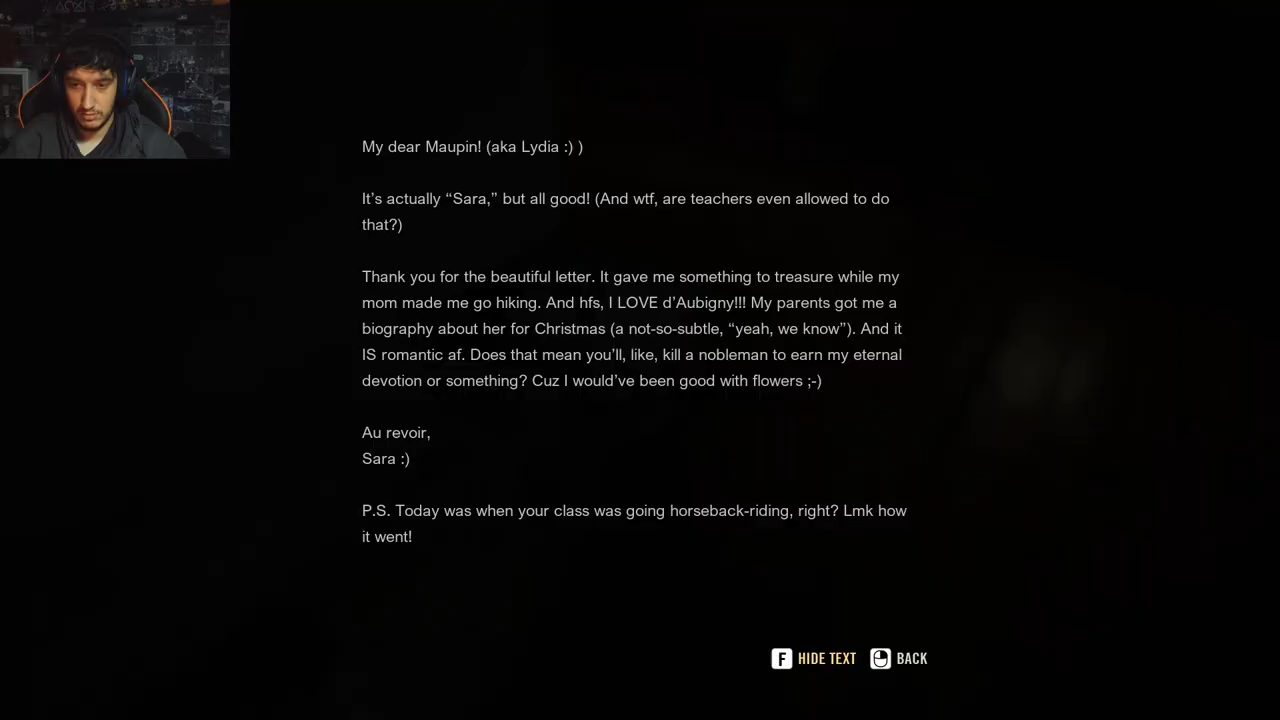 My dear Maupin! (aka Lydia :) )
It's actually “Sara,” but all good! (And wtf, are teachers even allowed to do
that?)
Thank you for the beautiful letter. It gave me something to treasure while my
mom made me go hiking. And hfs, I LOVE d’Aubigny!!! My parents got me a
biography about her for Christmas (a not-so-subtle, “yeah, we know”). And it
IS romantic af. Does that mean you’ll, like, kill a nobleman to earn my eternal
devotion or something? Cuz I would’ve been good with flowers ;-)
Au revoir,
Sara :)
P.S. Today was when your class was going horseback-riding, right? Lmk how
it went!
F HIDE TEXT BACK